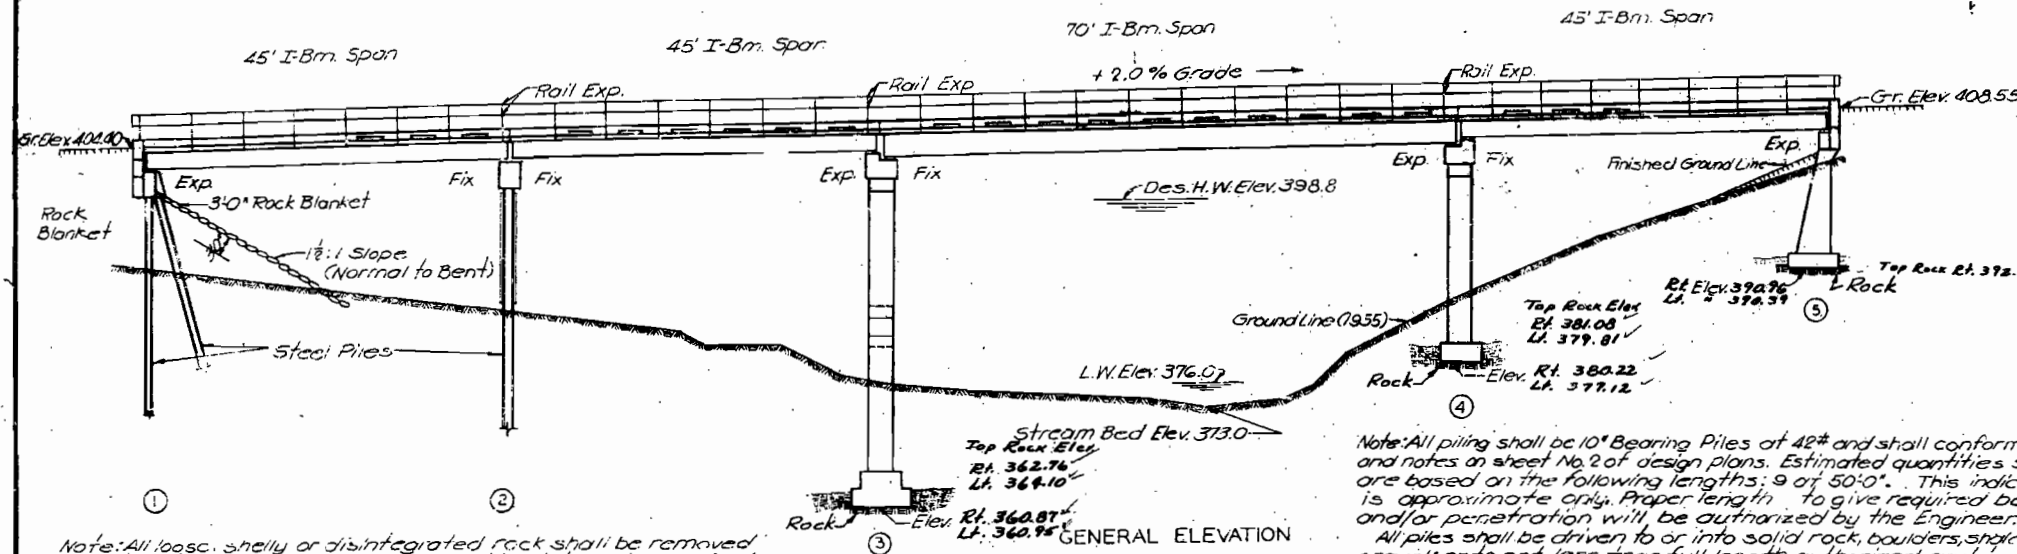 45' I-Bm. Span
45' I-Bm. Span
70' I-Bm. Span
45' I-Bm. Span
+ 2.0 % Grade
Rail Exp.
Rail Exp
Rail Exp.
Gr. Elev. 408.55
Gr. Elev. 404.40
Exp.
Fix
Fix
Exp.
Fix
Exp.
Fix
Exp.
Finished Ground Line
Des. H.W. Elev. 398.8
3'-0" Rock Blanket
Rock
Blanket
1½:1 Slope
(Normal to Bent)
Steel Piles
Ground Line (1955)
L.W. Elev. 376.0?
Stream Bed Elev. 373.0
Top Rock Rt. 392.
Rt. Elev. 390.96
Lt. " 390.39
Rock
5
Top Rock Elev
Rt. 381.08
Lt. 379.81
Rock
Elev. Rt. 380.22
Lt. 377.12
4
Top Rock Elev
Rt. 362.76
Lt. 364.10
Rock
Elev. Rt. 360.87
Lt. 360.95
3
1
2
GENERAL ELEVATION
Note: All piling shall be 10" Bearing Piles at 42# and shall conform
and notes on sheet No. 2 of design plans. Estimated quantities
are based on the following lengths: 9 at 50'-0". This
is approximate only. Proper length to give required
and/or penetration will be authorized by the Engineer.
All piles shall be driven to or into solid rock, boulders,
Note: All loose, shelly or disintegrated rock shall be removed